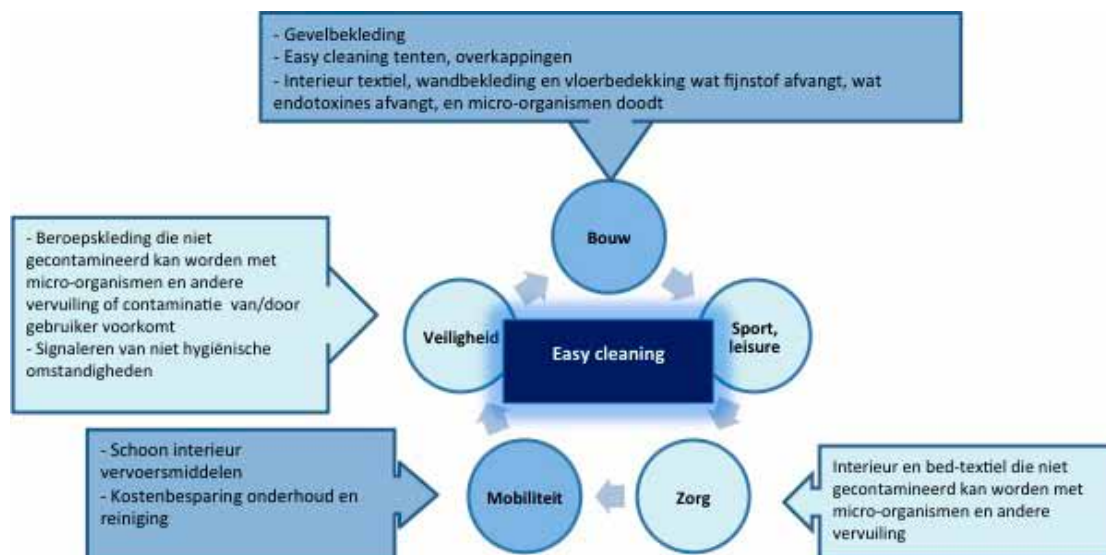 - Gevelbekleding
- Easy cleaning tenten, overkappingen
- Interieur textiel, wandbekleding en vloerbedekking wat fijnstof afvangt, wat
endotoxines afvangt, en micro-organismen doodt
Bouw
- Beroepskleding die niet
gecontamineerd kan worden met
micro-organismen en andere
vervuiling of contaminatie van/door
gebruiker voorkomt
- Signaleren van niet hygiënische
omstandigheden
Veiligheid
Easy cleaning
Sport,
leisure
- Schoon interieur
vervoersmiddelen
- Kostenbesparing onderhoud en
reiniging
Mobiliteit
Zorg
Interieur en bed-textiel die niet
gecontamineerd kan worden met
micro-organismen en andere
vervuiling